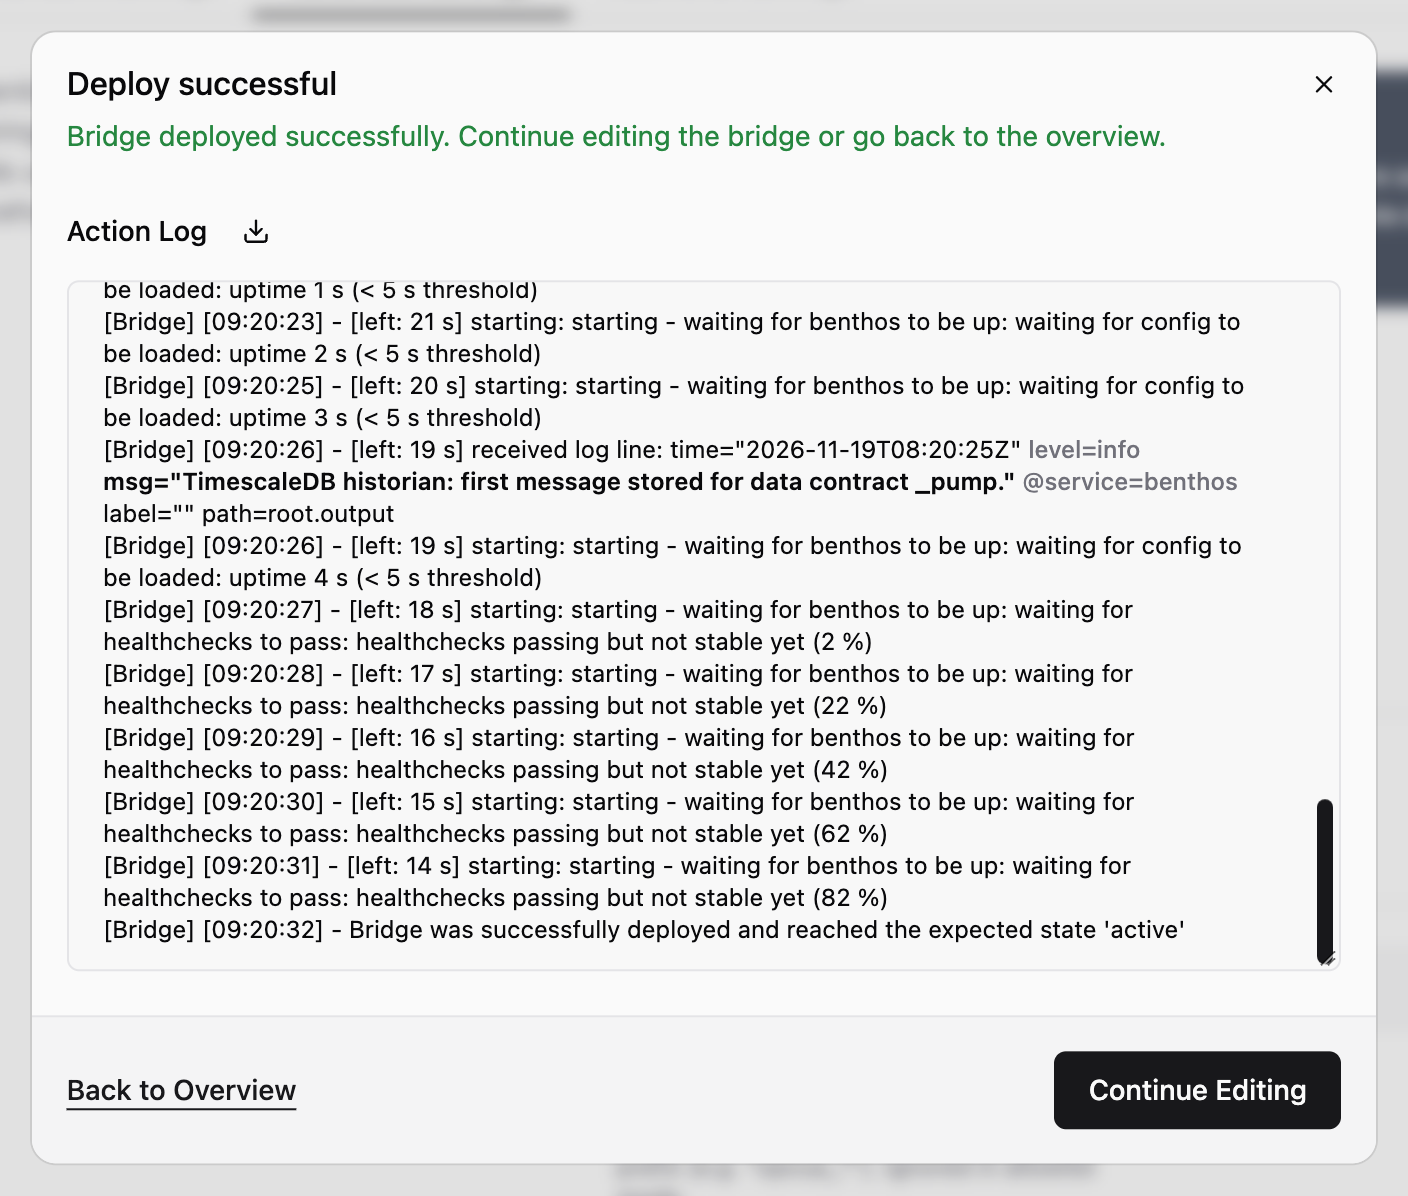 Deploy successful
Bridge deployed successfully. Continue editing the bridge or go back to the overview.
Action Log
be loaded: uptime 1 s (< 5 s threshold)
[Bridge] [09:20:23] - [left: 21 s] starting: starting - waiting for benthos to be up: waiting for config to
be loaded: uptime 2 s (< 5 s threshold)
[Bridge] [09:20:25] - [left: 20 s] starting: starting - waiting for benthos to be up: waiting for config to
be loaded: uptime 3 s (< 5 s threshold)
[Bridge] [09:20:26] - [left: 19 s] received log line: time="2026-11-19T08:20:25Z" level=info
msg="TimescaleDB historian: first message stored for data contract _pump." @service=benthos
label="" path=root.output
[Bridge] [09:20:26] - [left: 19 s] starting: starting - waiting for benthos to be up: waiting for config to
be loaded: uptime 4 s (< 5 s threshold)
[Bridge] [09:20:27] - [left: 18 s] starting: starting - waiting for benthos to be up: waiting for
healthchecks to pass: healthchecks passing but not stable yet (2 %)
[Bridge] [09:20:28] - [left: 17 s] starting: starting - waiting for benthos to be up: waiting for
healthchecks to pass: healthchecks passing but not stable yet (22 %)
[Bridge] [09:20:29] - [left: 16 s] starting: starting - waiting for benthos to be up: waiting for
healthchecks to pass: healthchecks passing but not stable yet (42 %)
[Bridge] [09:20:30] - [left: 15 s] starting: starting - waiting for benthos to be up: waiting for
healthchecks to pass: healthchecks passing but not stable yet (62 %)
[Bridge] [09:20:31] - [left: 14 s] starting: starting - waiting for benthos to be up: waiting for
healthchecks to pass: healthchecks passing but not stable yet (82 %)
[Bridge] [09:20:32] - Bridge was successfully deployed and reached the expected state 'active'
Back to Overview
Continue Editing